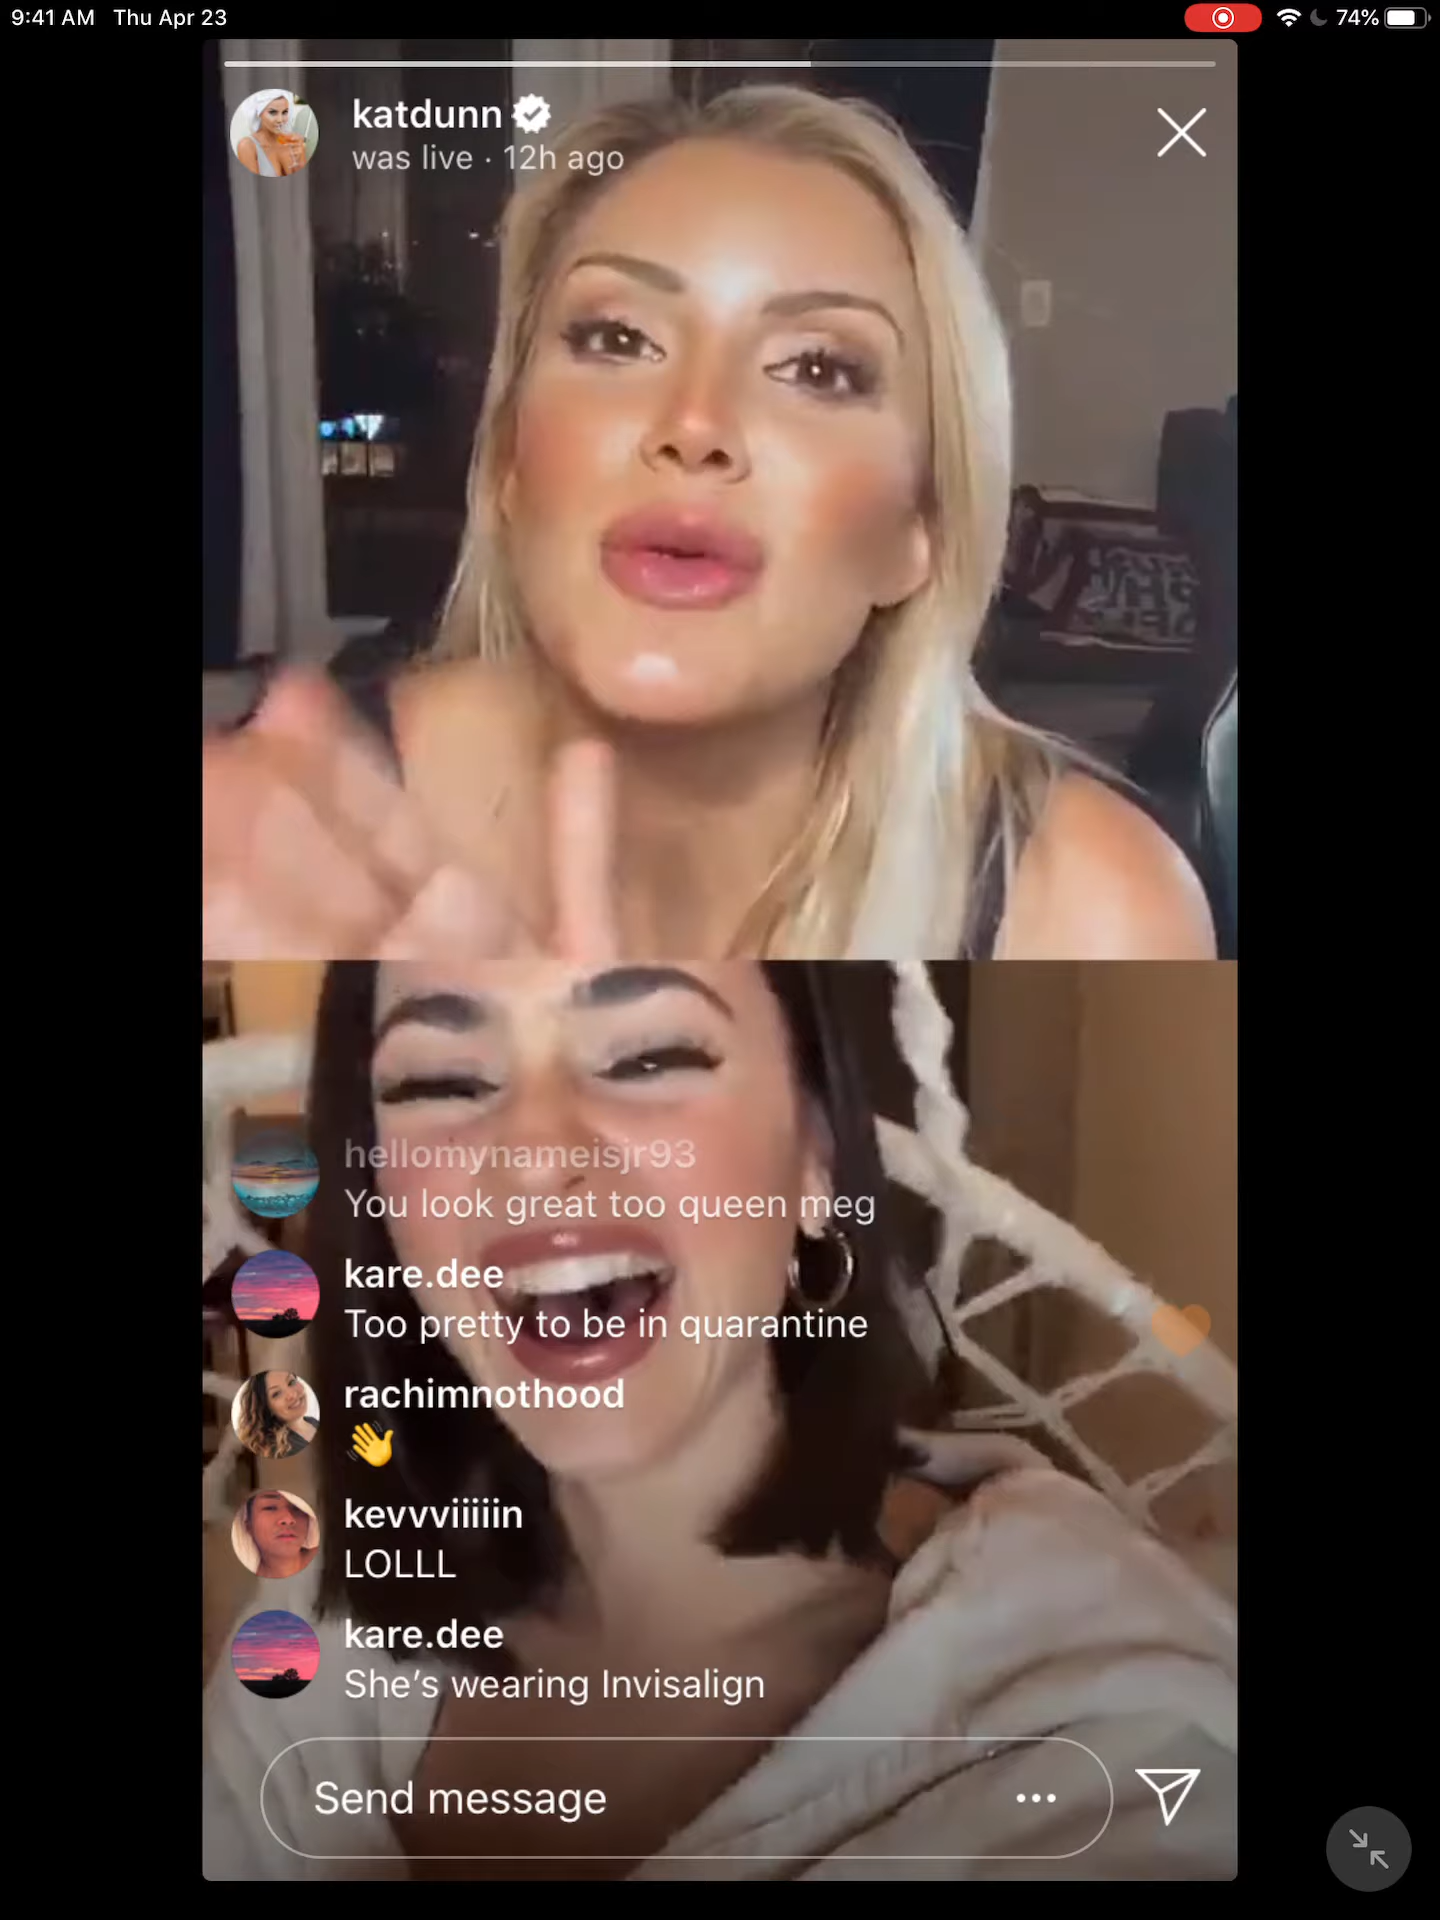 9:41 AM Thu Apr 23
74%
katdunn
was live · 12h ago
hellomynameisjr93
You look great too queen meg
kare.dee
Too pretty to be in quarantine
rachimnothood
👋
kevvviiiiin
LOLLL
kare.dee
She's wearing Invisalign
Send message